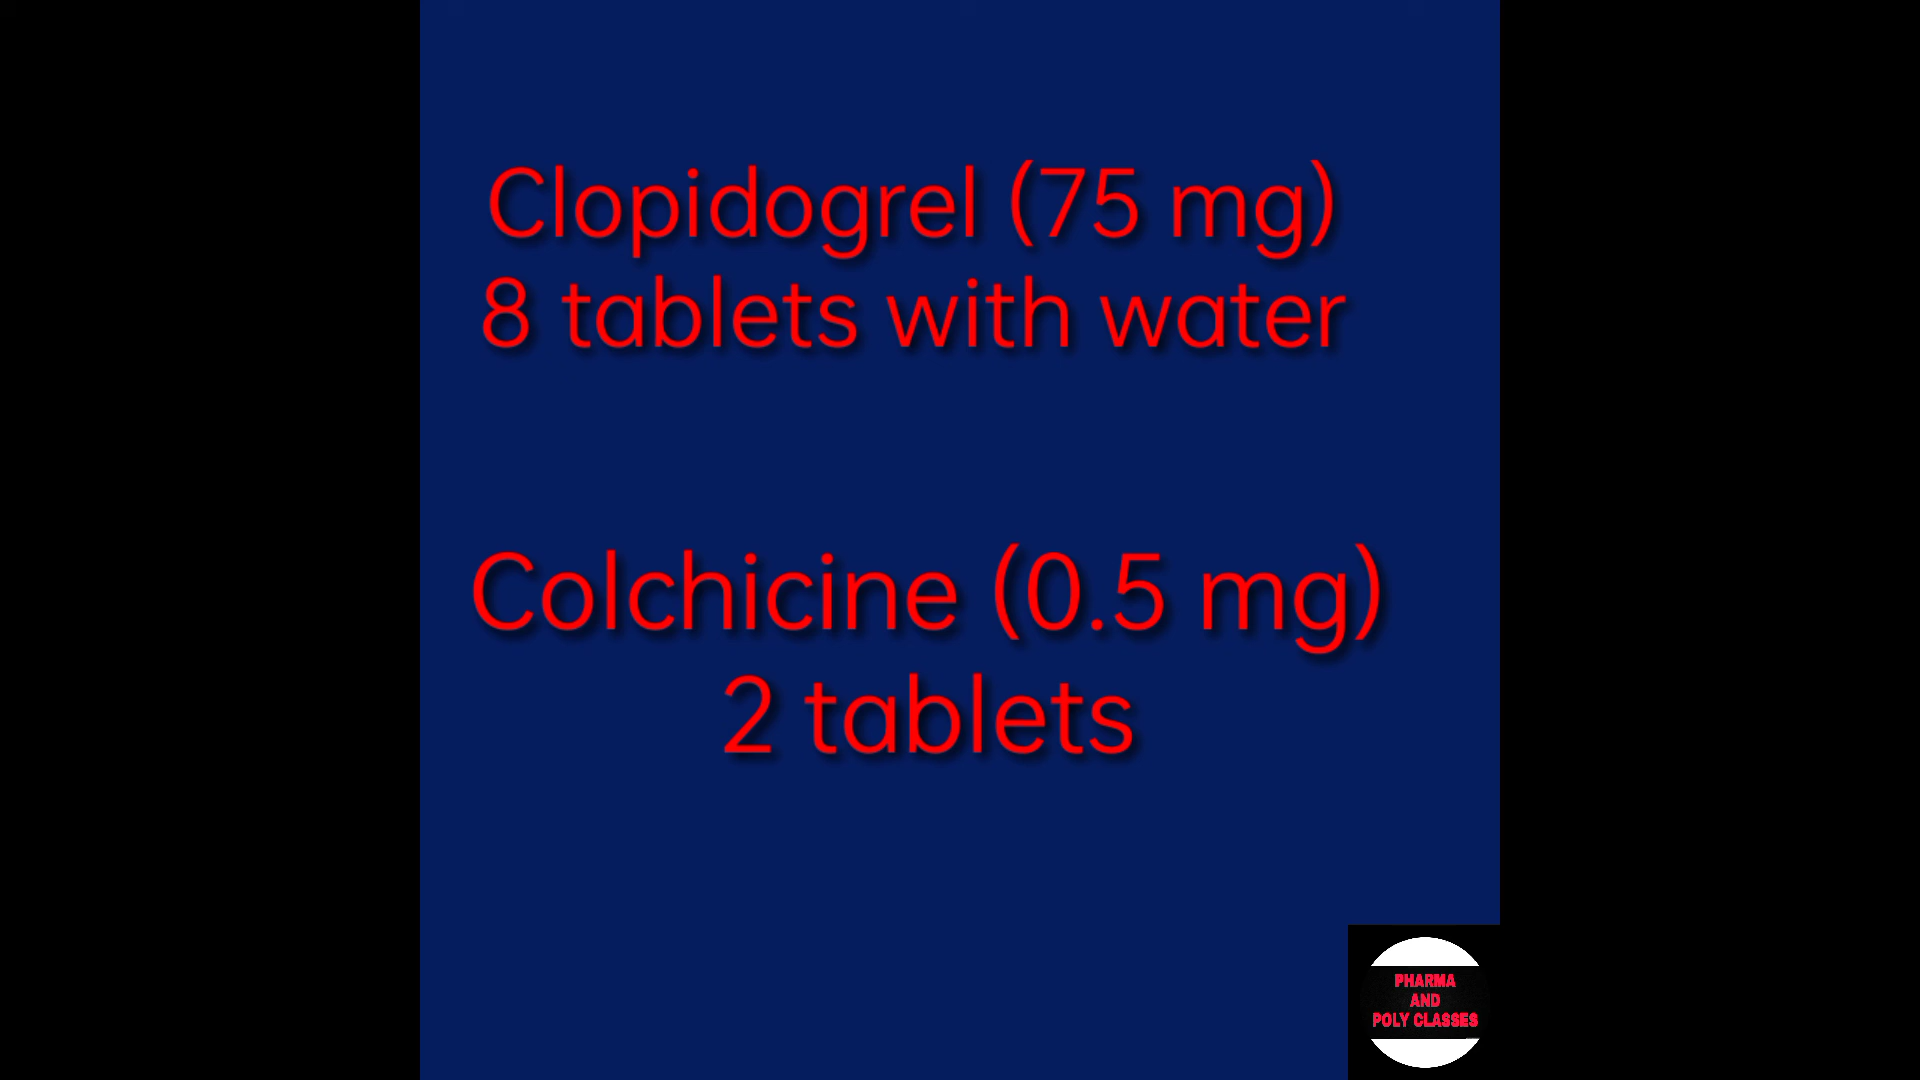 Clopidogrel (75 mg)
8 tablets with water
Colchicine (0.5 mg)
2 tablets
PHARMA
AND
POLY CLASSES